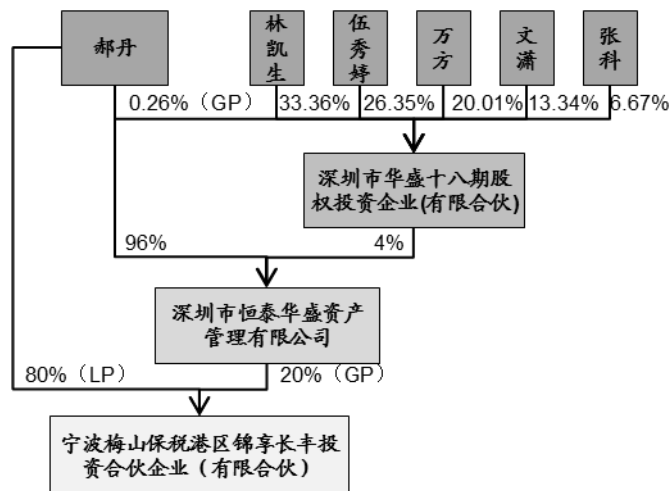 郝丹
林凯生
伍秀婷
万方
文潇
张科
0.26%（GP） 33.36% 26.35% 20.01% 13.34% 6.67%
深圳市华盛十八期股
权投资企业(有限合伙)
96% 4%
深圳市恒泰华盛资产
管理有限公司
80%（LP） 20%（GP）
宁波梅山保税港区锦享长丰投
资合伙企业（有限合伙）